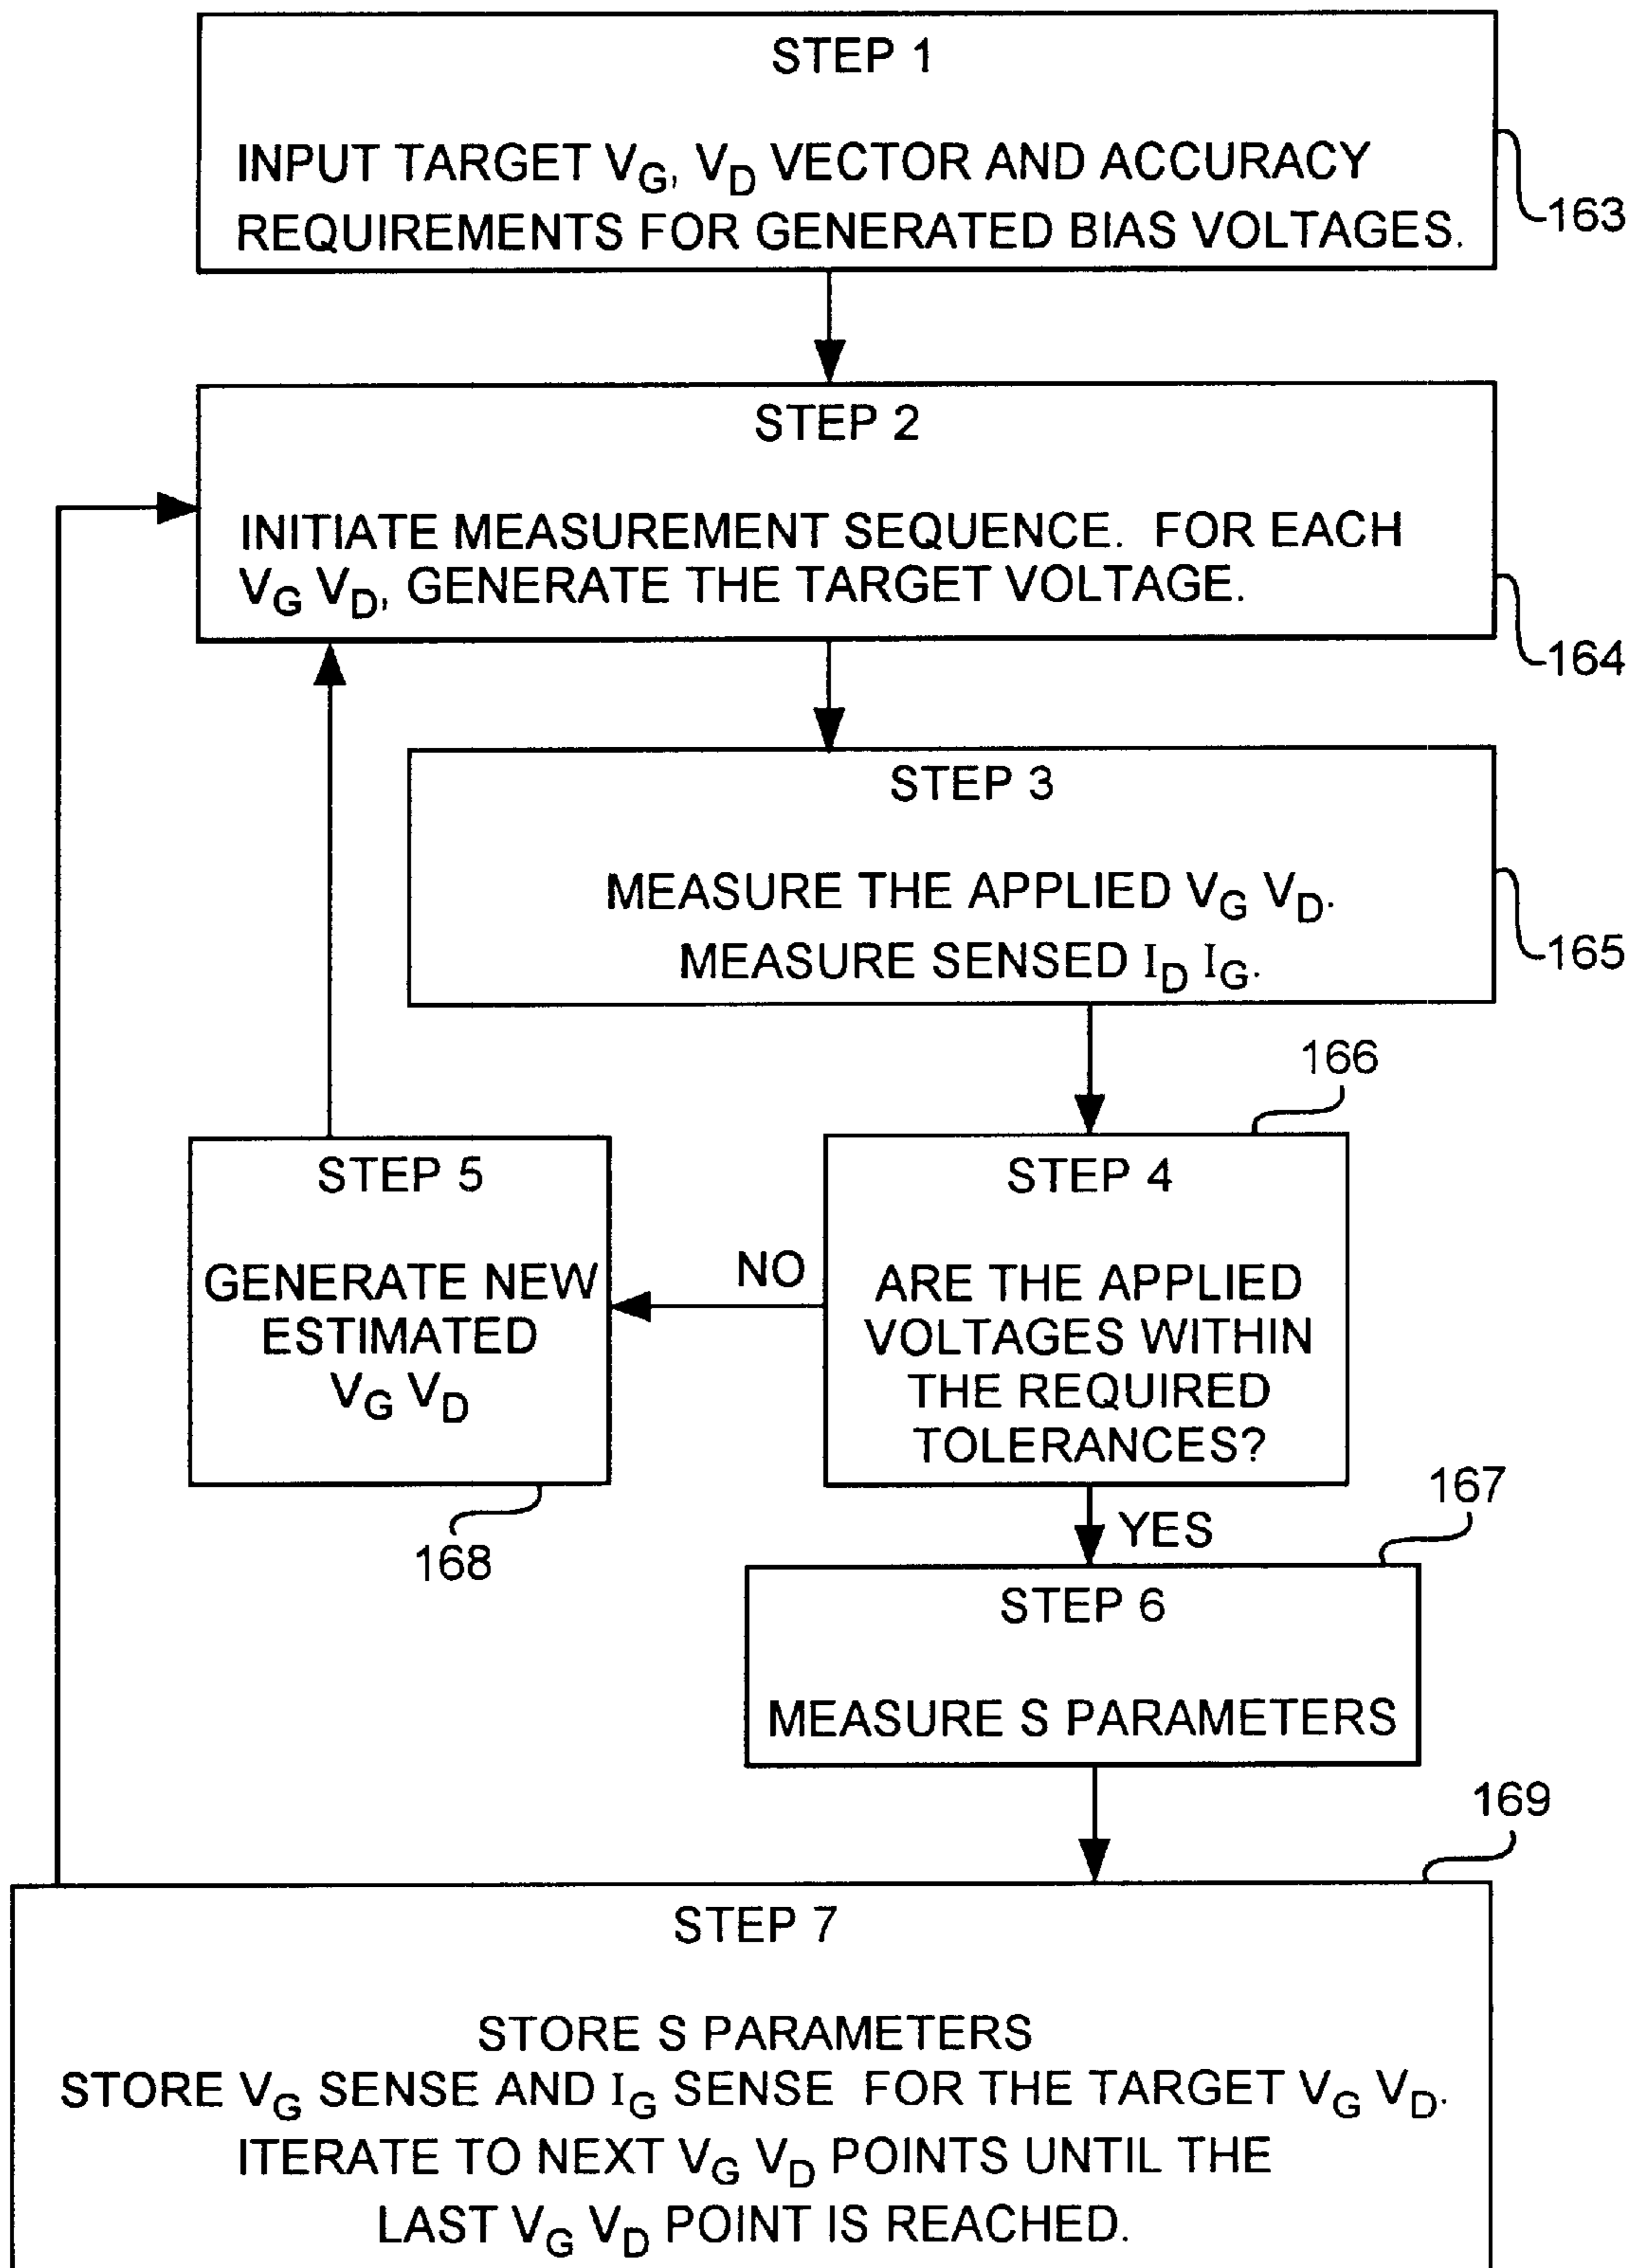 STEP 1
INPUT TARGET VG, VD VECTOR AND ACCURACY
REQUIREMENTS FOR GENERATED BIAS VOLTAGES.
163
STEP 2
INITIATE MEASUREMENT SEQUENCE. FOR EACH
VG VD, GENERATE THE TARGET VOLTAGE.
164
STEP 3
MEASURE THE APPLIED VG VD.
MEASURE SENSED ID IG.
165
166
STEP 4
ARE THE APPLIED
VOLTAGES WITHIN
THE REQUIRED
TOLERANCES?
NO
STEP 5
GENERATE NEW
ESTIMATED
VG VD
168
YES
167
STEP 6
MEASURE S PARAMETERS
169
STEP 7
STORE S PARAMETERS
STORE VG SENSE AND IG SENSE FOR THE TARGET VG VD.
ITERATE TO NEXT VG VD POINTS UNTIL THE
LAST VG VD POINT IS REACHED.